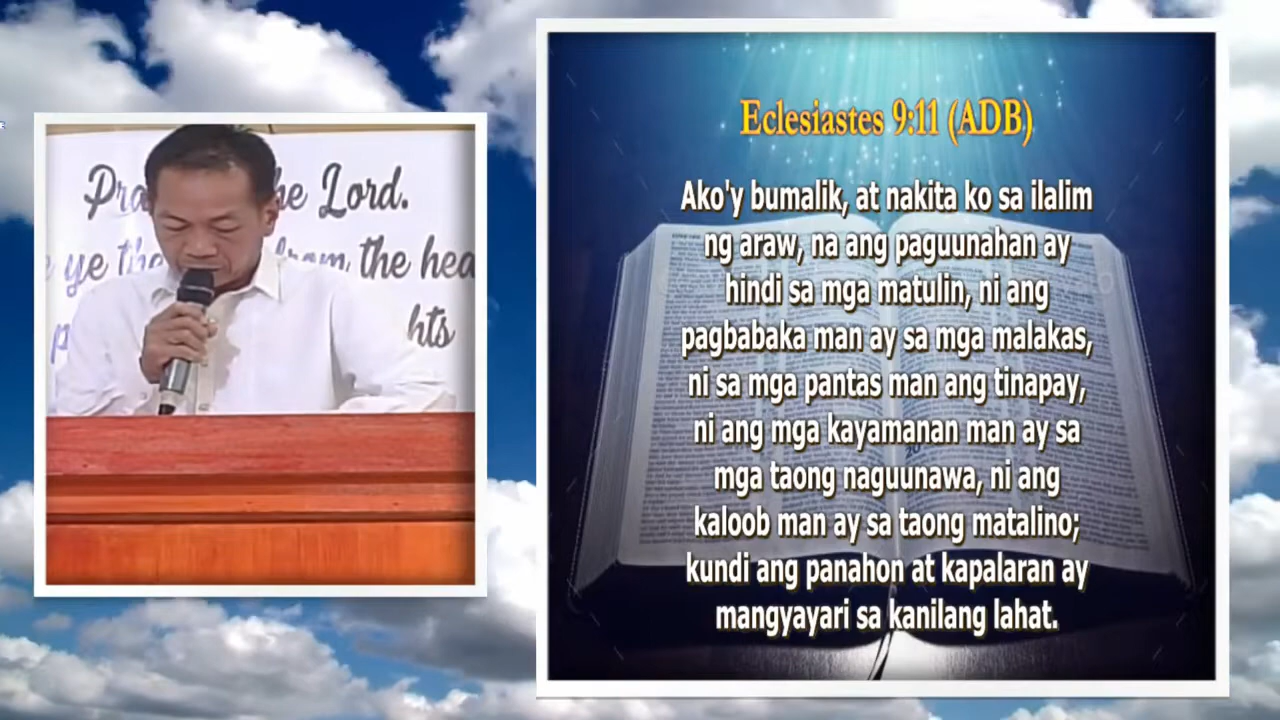 Praise the Lord.
ye from the hea
hts
Eclesiastes 9:11 (ADB)
Ako'y bumalik, at nakita ko sa ilalim
ng araw, na ang paguunahan ay
hindi sa mga matulin, ni ang
pagbabaka man ay sa mga malakas,
ni sa mga pantas man ang tinapay,
ni ang mga kayamanan man ay sa
mga taong naguunawa, ni ang
kaloob man ay sa taong matalino;
kundi ang panahon at kapalaran ay
mangyayari sa kanilang lahat.